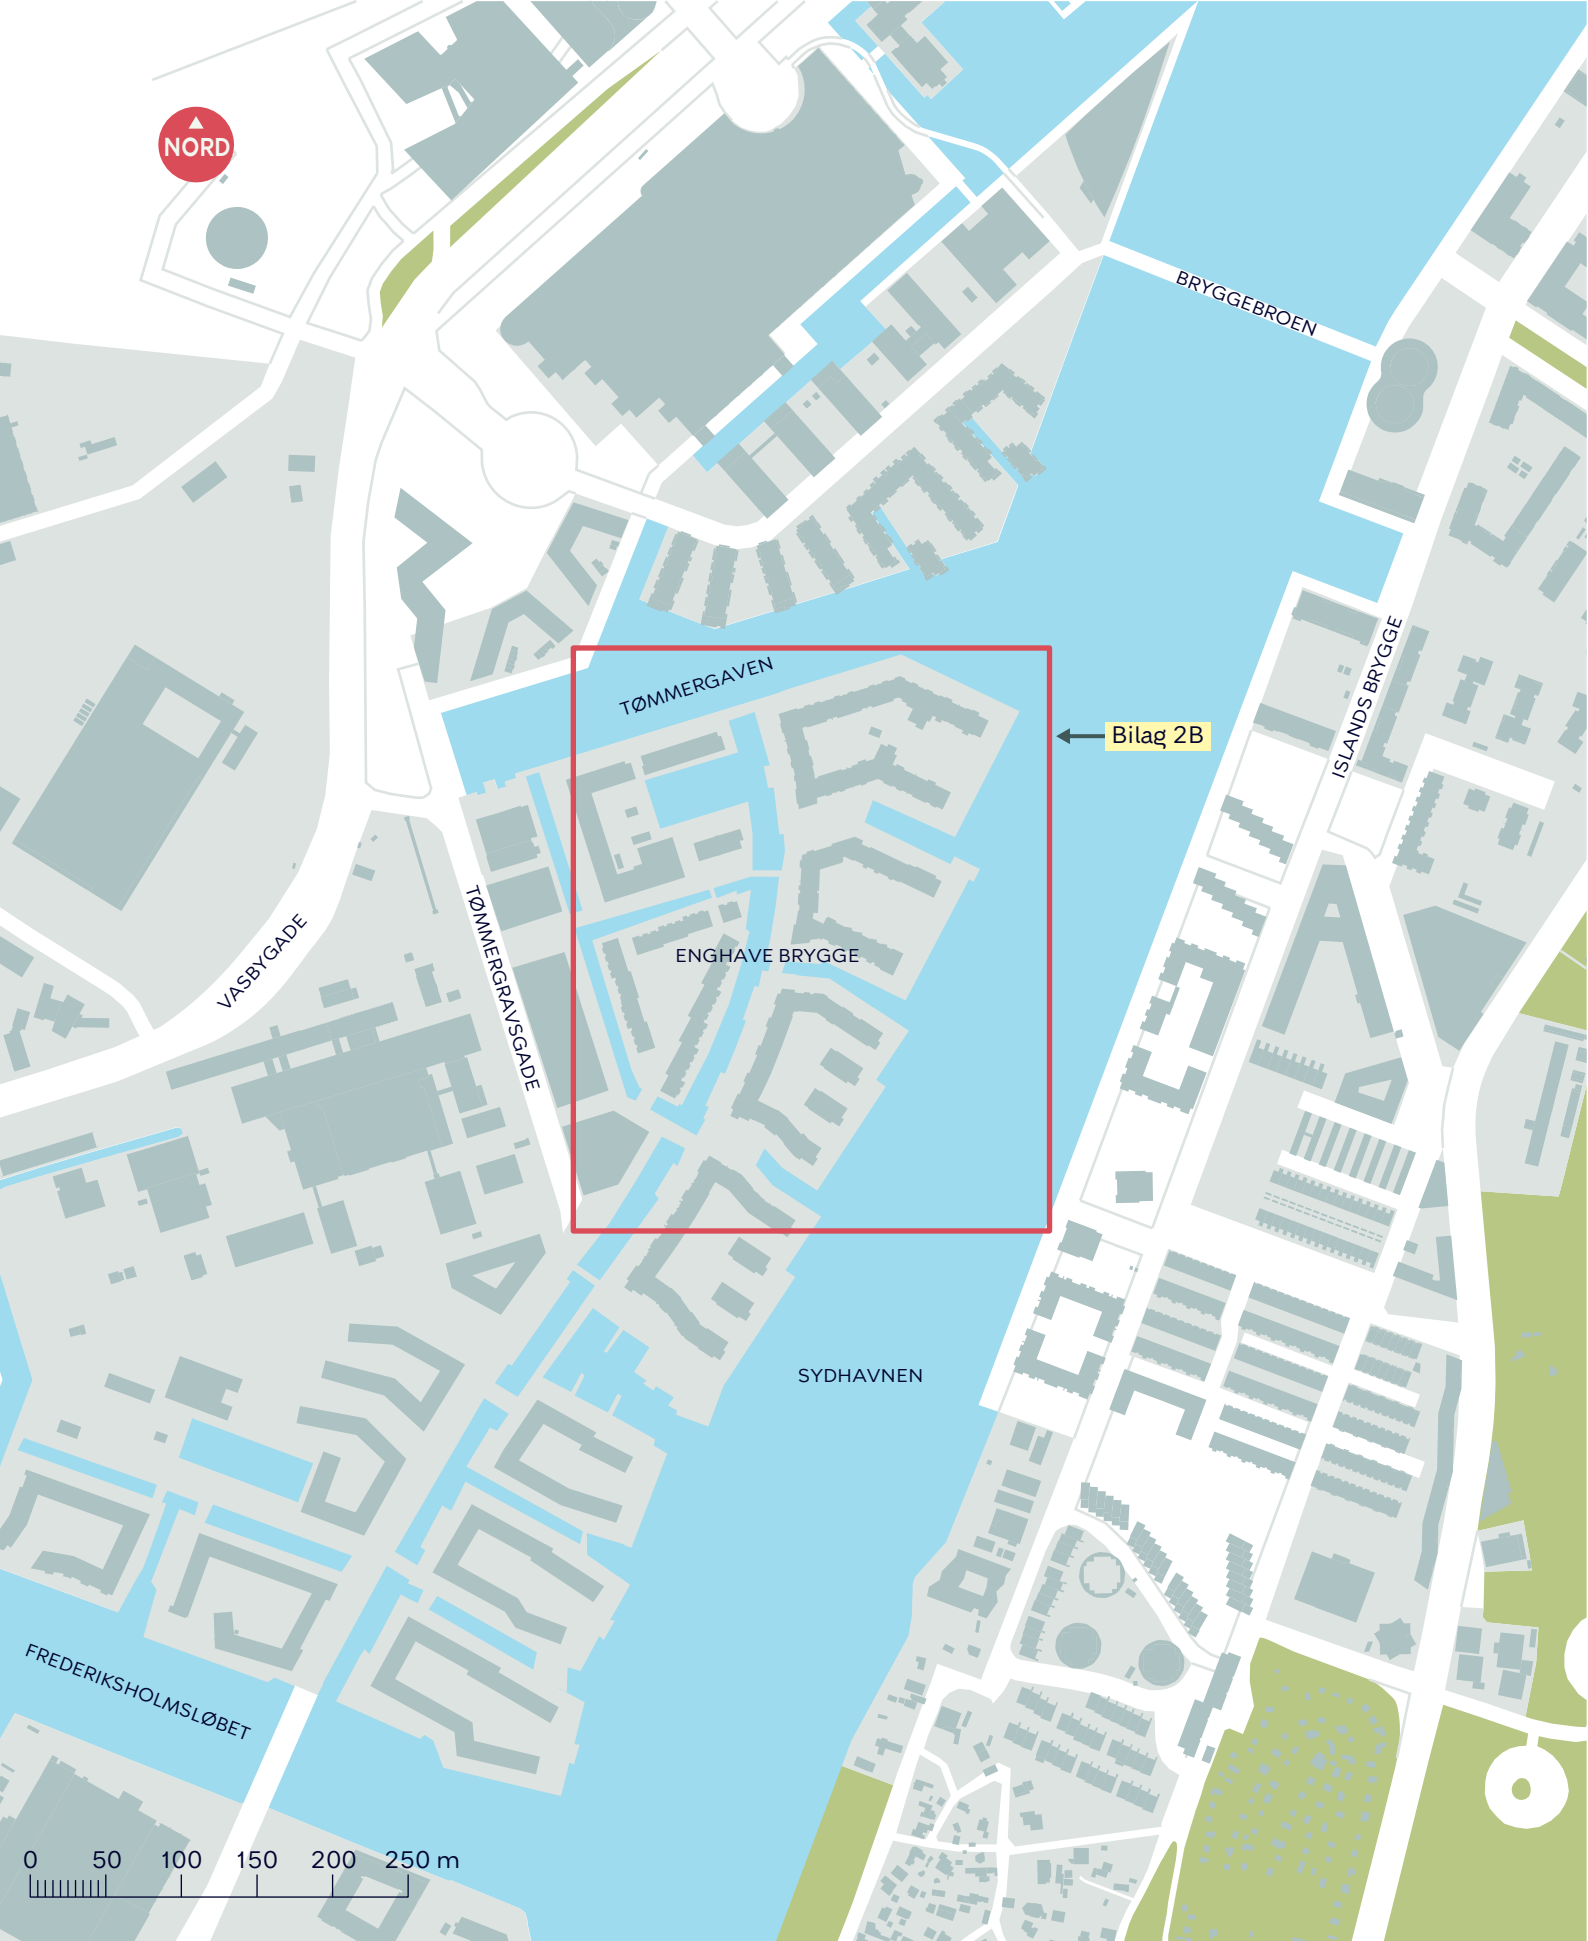 NORD
BRYGGEBROEN
ISLANDS BRYGGE
TØMMERGAVEN
Bilag 2B
VASBYGADE
TØMMERGRAVSGADE
ENGHAVE BRYGGE
SYDHAVNEN
FREDERIKSHOLMSLØBET
0 50 100 150 200 250 m